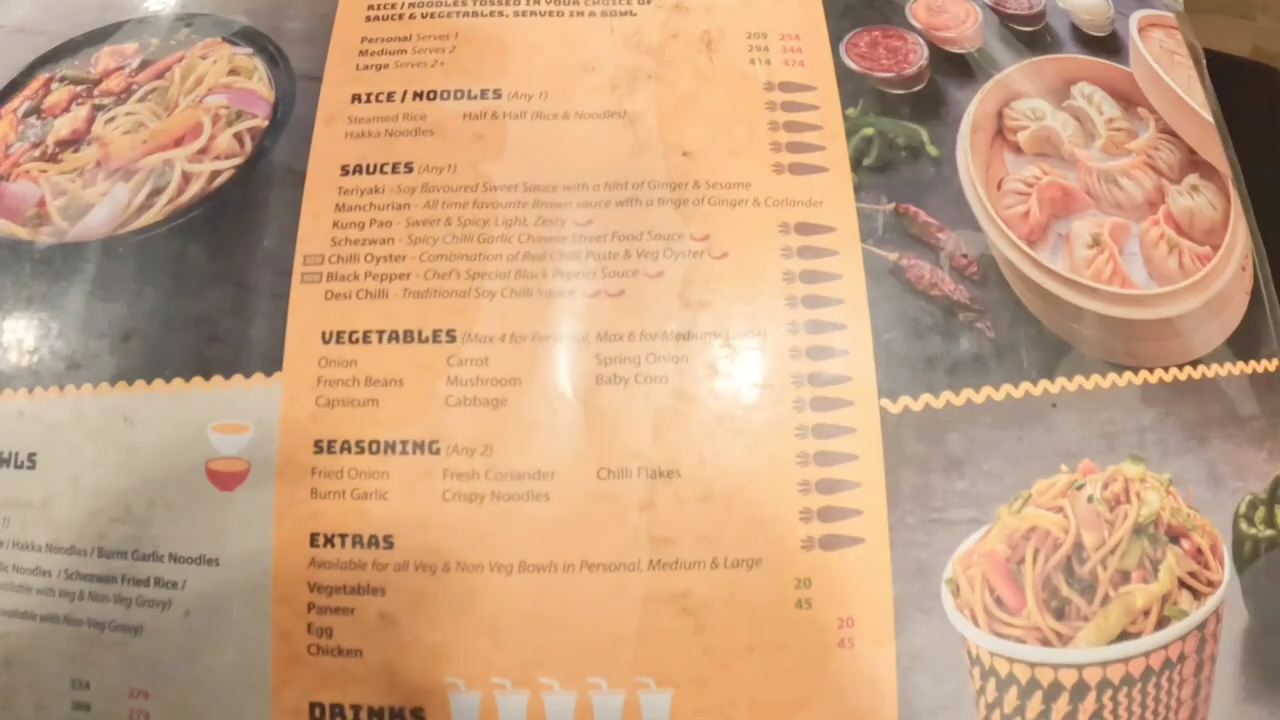 RICE / NOODLES TOSSED IN YOUR CHOICE OF
SAUCE & VEGETABLES, SERVED IN A BOWL
Personal Serves 1 209 254
Medium Serves 2 294 344
Large Serves 2+ 414 474
RICE / NOODLES (Any 1)
Steamed Rice Half & Half (Rice & Noodles)
Hakka Noodles
SAUCES (Any1)
Teriyaki - Soy flavoured Sweet Sauce with a hint of Ginger & Sesame
Manchurian - All time favourite Brown sauce with a tinge of Ginger & Coriander
Kung Pao - Sweet & Spicy, Light, Zesty
Schezwan - Spicy Chilli Garlic Chinese Street Food Sauce
NEW Chilli Oyster - Combination of Red Chilli Paste & Veg Oyster
NEW Black Pepper - Chef's Special Black Pepper Sauce
Desi Chilli - Traditional Soy Chilli Sauce
VEGETABLES (Max 4 for Personal, Max 6 for Medium/ Large)
Onion Carrot Spring Onion
French Beans Mushroom Baby Corn
Capsicum Cabbage
SEASONING (Any 2)
Fried Onion Fresh Coriander Chilli Flakes
Burnt Garlic Crispy Noodles
EXTRAS
Available for all Veg & Non Veg Bowls in Personal, Medium & Large
Vegetables 20
Paneer 45
Egg 20
Chicken 45
DRINKS
WLS
1)
/ Hakka Noodles / Burnt Garlic Noodles
lic Noodles / Schezwan Fried Rice /
ailable with Veg & Non-Veg Gravy)
vailable with Non-Veg Gravy)
279
279